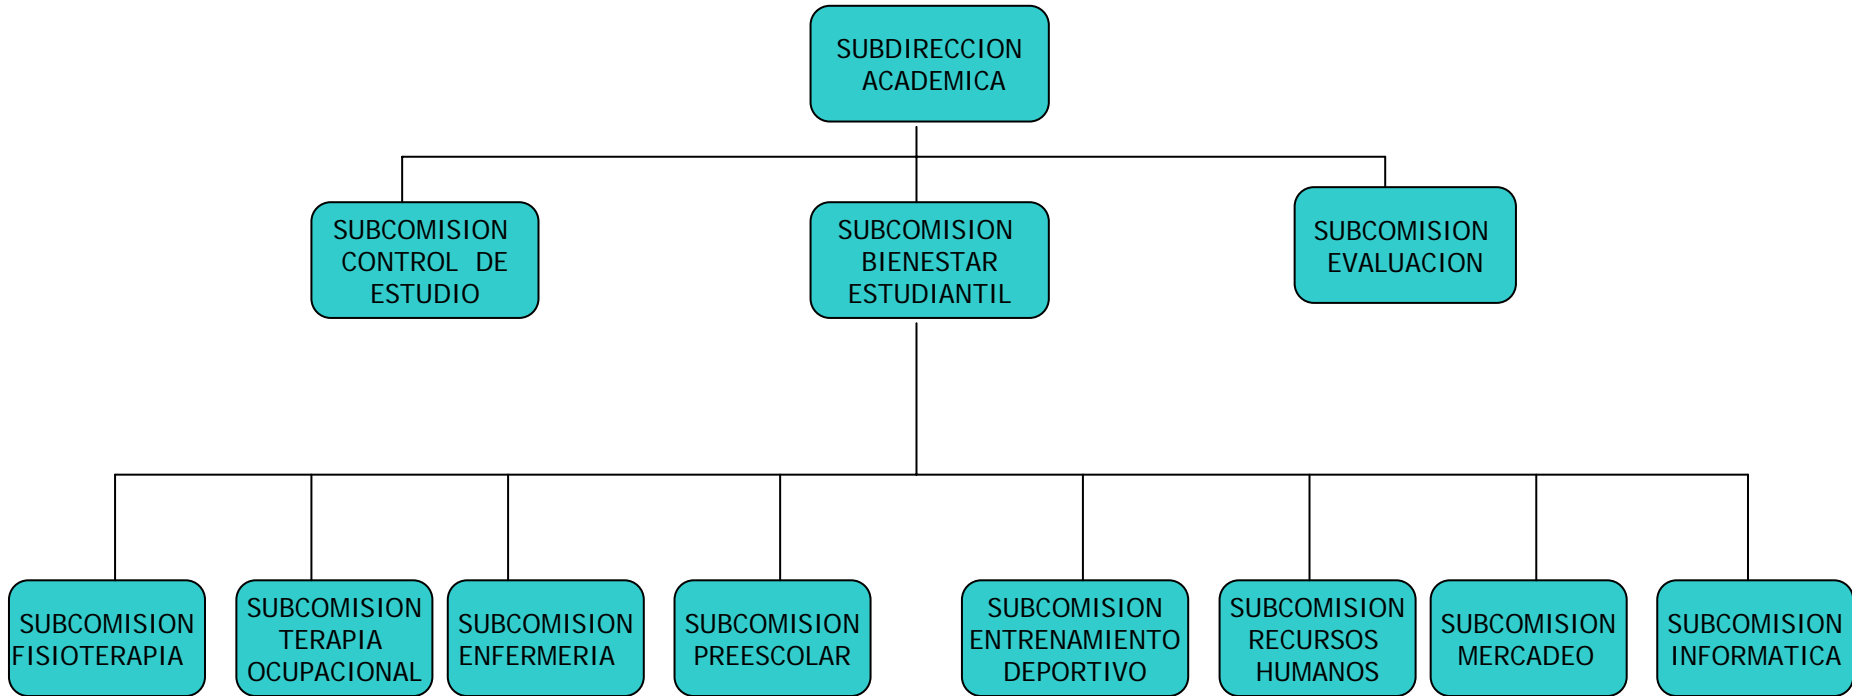 SUBDIRECCION
ACADEMICA
SUBCOMISION
CONTROL DE
ESTUDIO
SUBCOMISION
BIENESTAR
ESTUDIANTIL
SUBCOMISION
EVALUACION
SUBCOMISION
FISIOTERAPIA
SUBCOMISION
TERAPIA
OCUPACIONAL
SUBCOMISION
ENFERMERIA
SUBCOMISION
PREESCOLAR
SUBCOMISION
ENTRENAMIENTO
DEPORTIVO
SUBCOMISION
RECURSOS
HUMANOS
SUBCOMISION
MERCADEO
SUBCOMISION
INFORMATICA